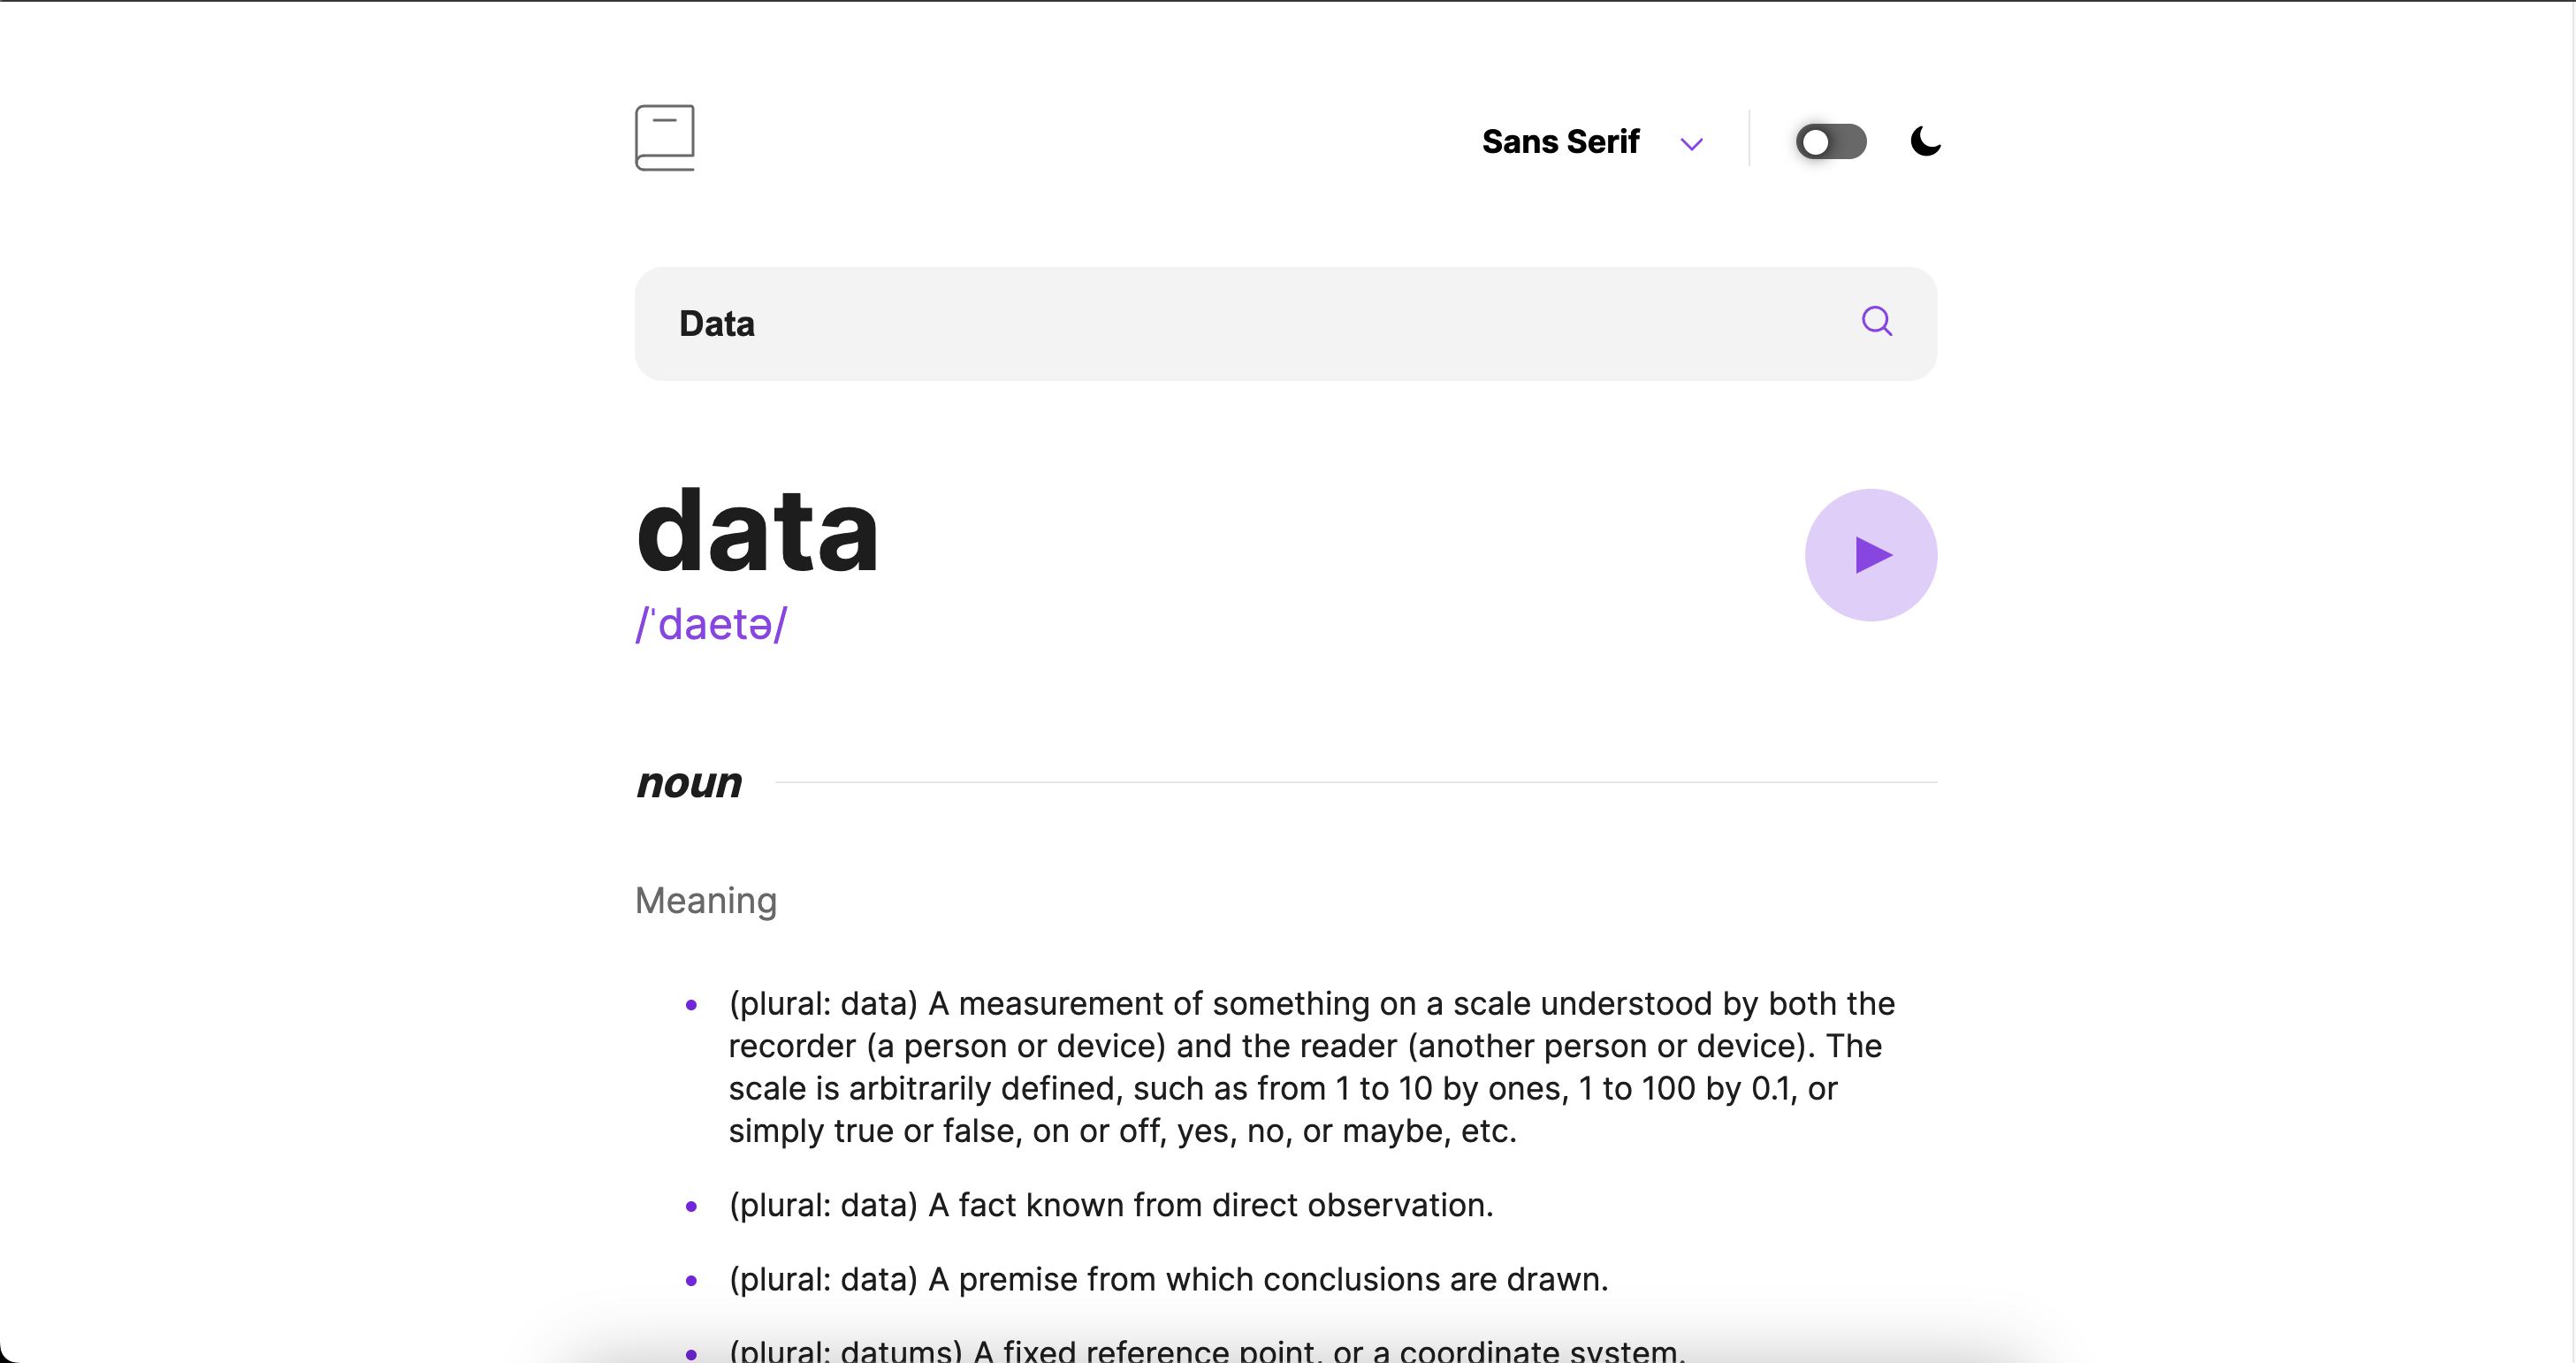 Sans Serif
Data
data
/ˈdaetə/
noun
Meaning
(plural: data) A measurement of something on a scale understood by both the
recorder (a person or device) and the reader (another person or device). The
scale is arbitrarily defined, such as from 1 to 10 by ones, 1 to 100 by 0.1, or
simply true or false, on or off, yes, no, or maybe, etc.
(plural: data) A fact known from direct observation.
(plural: data) A premise from which conclusions are drawn.
(plural: datums) A fixed reference point, or a coordinate system.